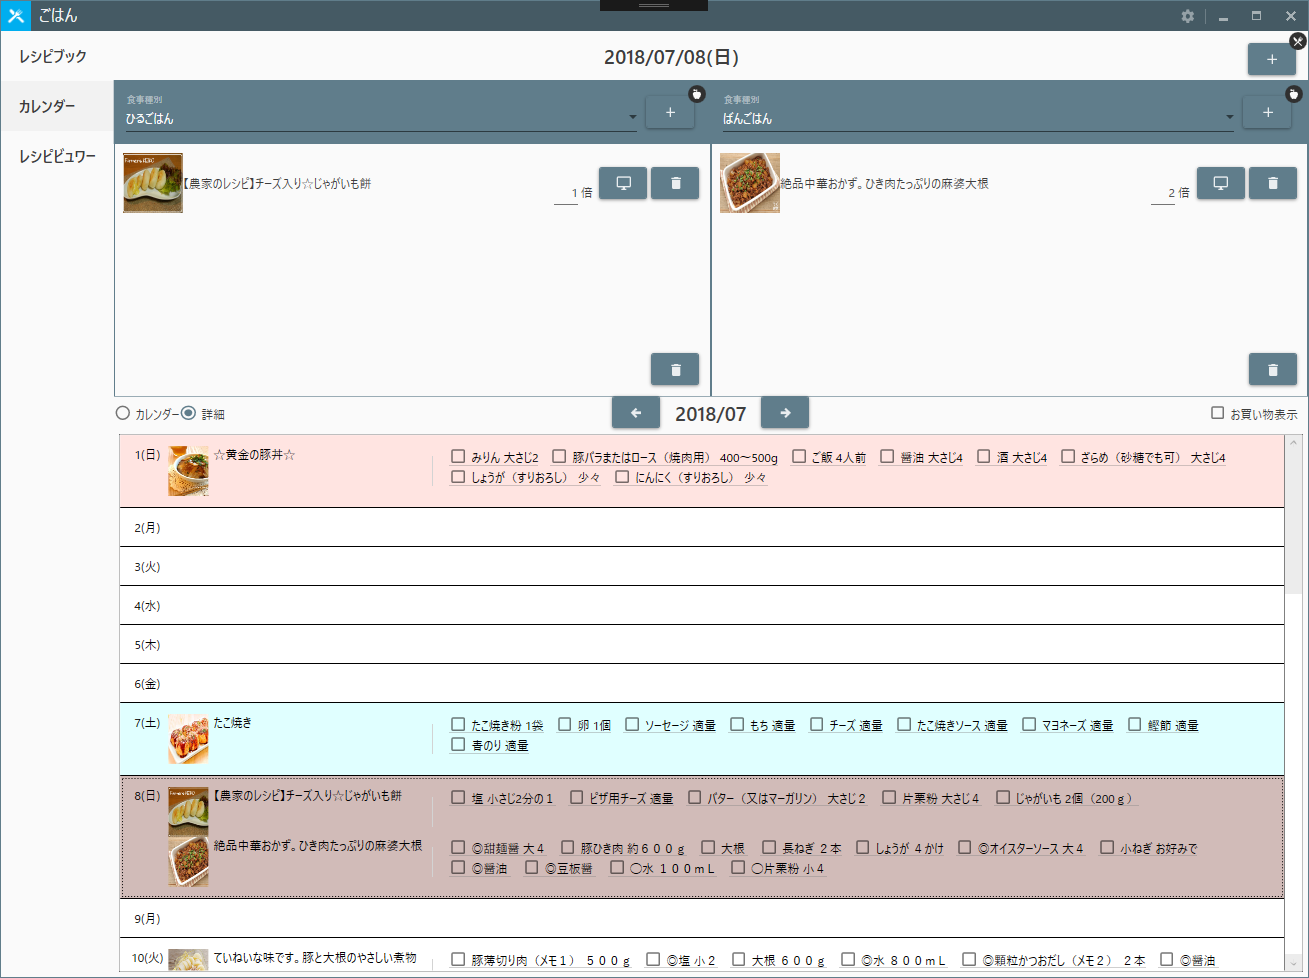 ごはん
レシピブック
2018/07/08(日)
カレンダー
食事種別
ひるごはん
食事種別
ばんごはん
レシピビュワー
【農家のレシピ】チーズ入り☆じゃがいも餅
1 倍
絶品中華おかず。ひき肉たっぷりの麻婆大根
2 倍
カレンダー 詳細
2018/07
お買い物表示
1(日) ☆黄金の豚丼☆ みりん 大さじ2 豚バラまたはロース（焼肉用） 400～500g ご飯 4人前 醤油 大さじ4 酒 大さじ4 ざらめ（砂糖でも可） 大さじ4
しょうが（すりおろし） 少々 にんにく（すりおろし） 少々
2(月)
3(火)
4(水)
5(木)
6(金)
7(土) たこ焼き たこ焼き粉 1袋 卵 1個 ソーセージ 適量 もち 適量 チーズ 適量 たこ焼きソース 適量 マヨネーズ 適量 鰹節 適量
青のり 適量
8(日) 【農家のレシピ】チーズ入り☆じゃがいも餅 塩 小さじ2分の１ ピザ用チーズ 適量 バター（又はマーガリン） 大さじ２ 片栗粉 大さじ４ じゃがいも 2個（200ｇ）
絶品中華おかず。ひき肉たっぷりの麻婆大根 ◎甜麺醤 大４ 豚ひき肉 約６００ｇ 大根 長ねぎ ２本 しょうが ４かけ ◎オイスターソース 大４ 小ねぎ お好みで
◎醤油 ◎豆板醤 ○水 １００ｍＬ ○片栗粉 小４
9(月)
10(火) ていねいな味です。豚と大根のやさしい煮物 豚薄切り肉（メモ１） ５００ｇ ◎塩 小２ 大根 ６００ｇ ◎水 ８００ｍＬ ◎顆粒かつおだし（メモ２） ２本 ◎醤油